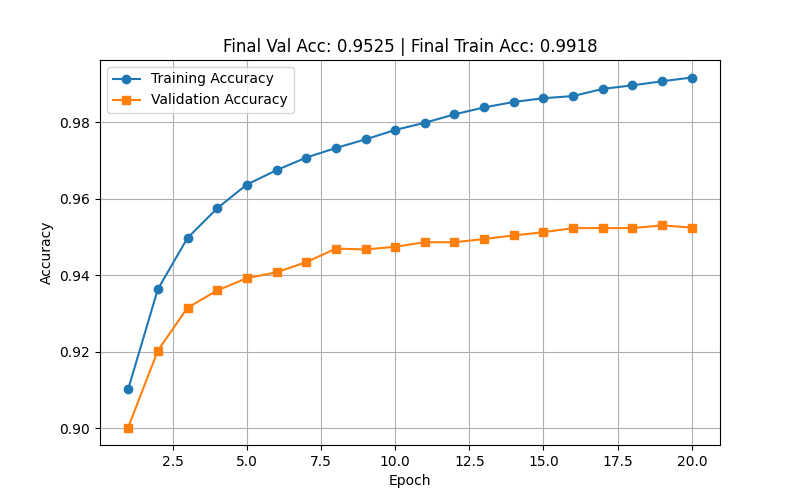 Final Val Acc: 0.9525 | Final Train Acc: 0.9918
Training Accuracy
Validation Accuracy
Accuracy
0.98
0.96
0.94
0.92
0.90
2.5 5.0 7.5 10.0 12.5 15.0 17.5 20.0
Epoch